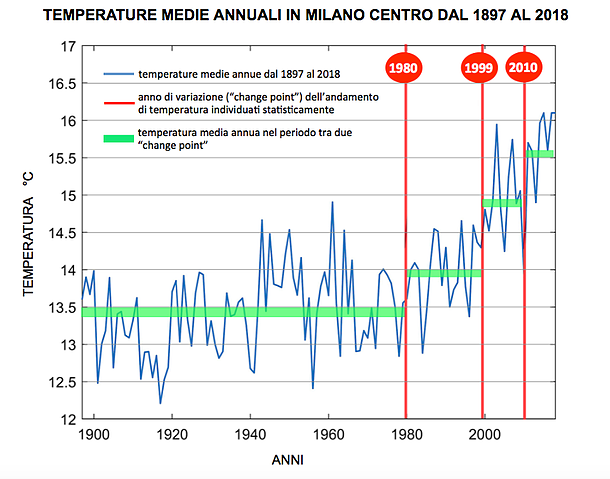 TEMPERATURE MEDIE ANNUALI IN MILANO CENTRO DAL 1897 AL 2018
17
16.5
16
15.5
15
14.5
14
13.5
13
12.5
12
TEMPERATURA °C
1980
1999
2010
temperature medie annue dal 1897 al 2018
anno di variazione (“change point”) dell’andamento
di temperatura individuati statisticamente
temperatura media annua nel periodo tra due
“change point”
1900
1920
1940
1960
1980
2000
ANNI